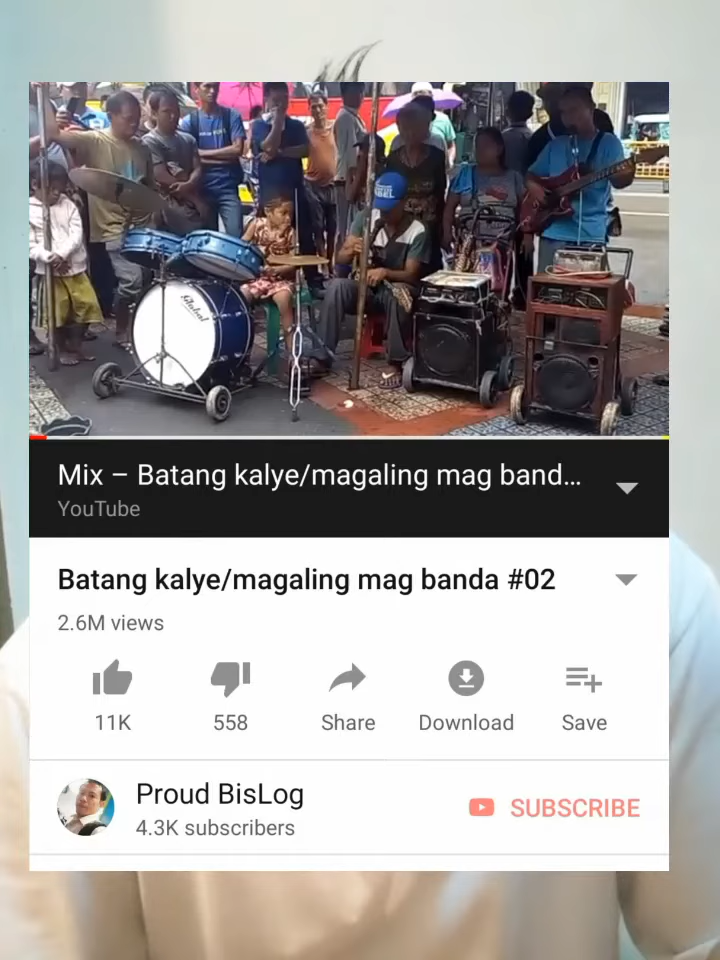 Global
Mix – Batang kalye/magaling mag band...
YouTube
Batang kalye/magaling mag banda #02
2.6M views
11K
558
Share
Download
Save
Proud BisLog
4.3K subscribers
SUBSCRIBE